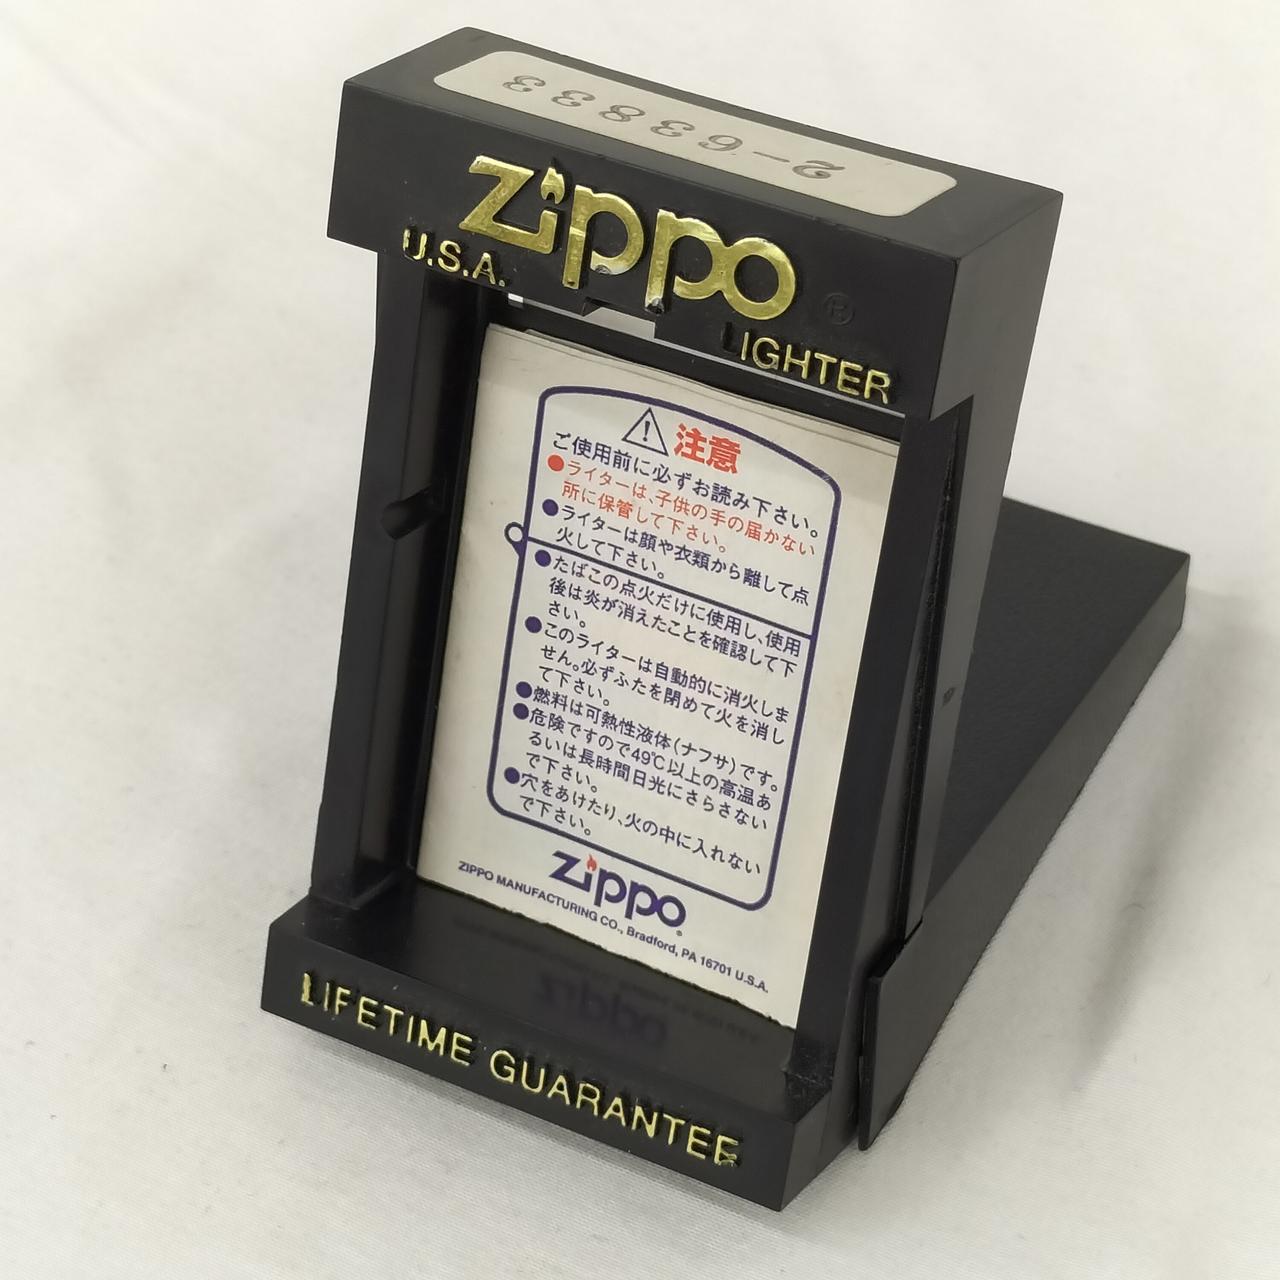 2-63833
Zippo
®
U.S.A.
LIGHTER
注意
ご使用前に必ずお読み下さい。
●ライターは、子供の手の届かない
所に保管して下さい。
●ライターは顔や衣類から離して点
火して下さい。
●たばこの点火だけに使用し、使用
後は炎が消えたことを確認して下
さい。
●このライターは自動的に消火しま
せん。必ずふたを閉めて火を消し
て下さい。
●燃料は可熱性液体(ナフサ)です。
●危険ですので49℃以上の高温あ
るいは長時間日光にさらさない
で下さい。
●穴をあけたり、火の中に入れない
で下さい。
Zippo
ZIPPO MANUFACTURING CO., Bradford, PA 16701 U.S.A.
LIFETIME GUARANTEE